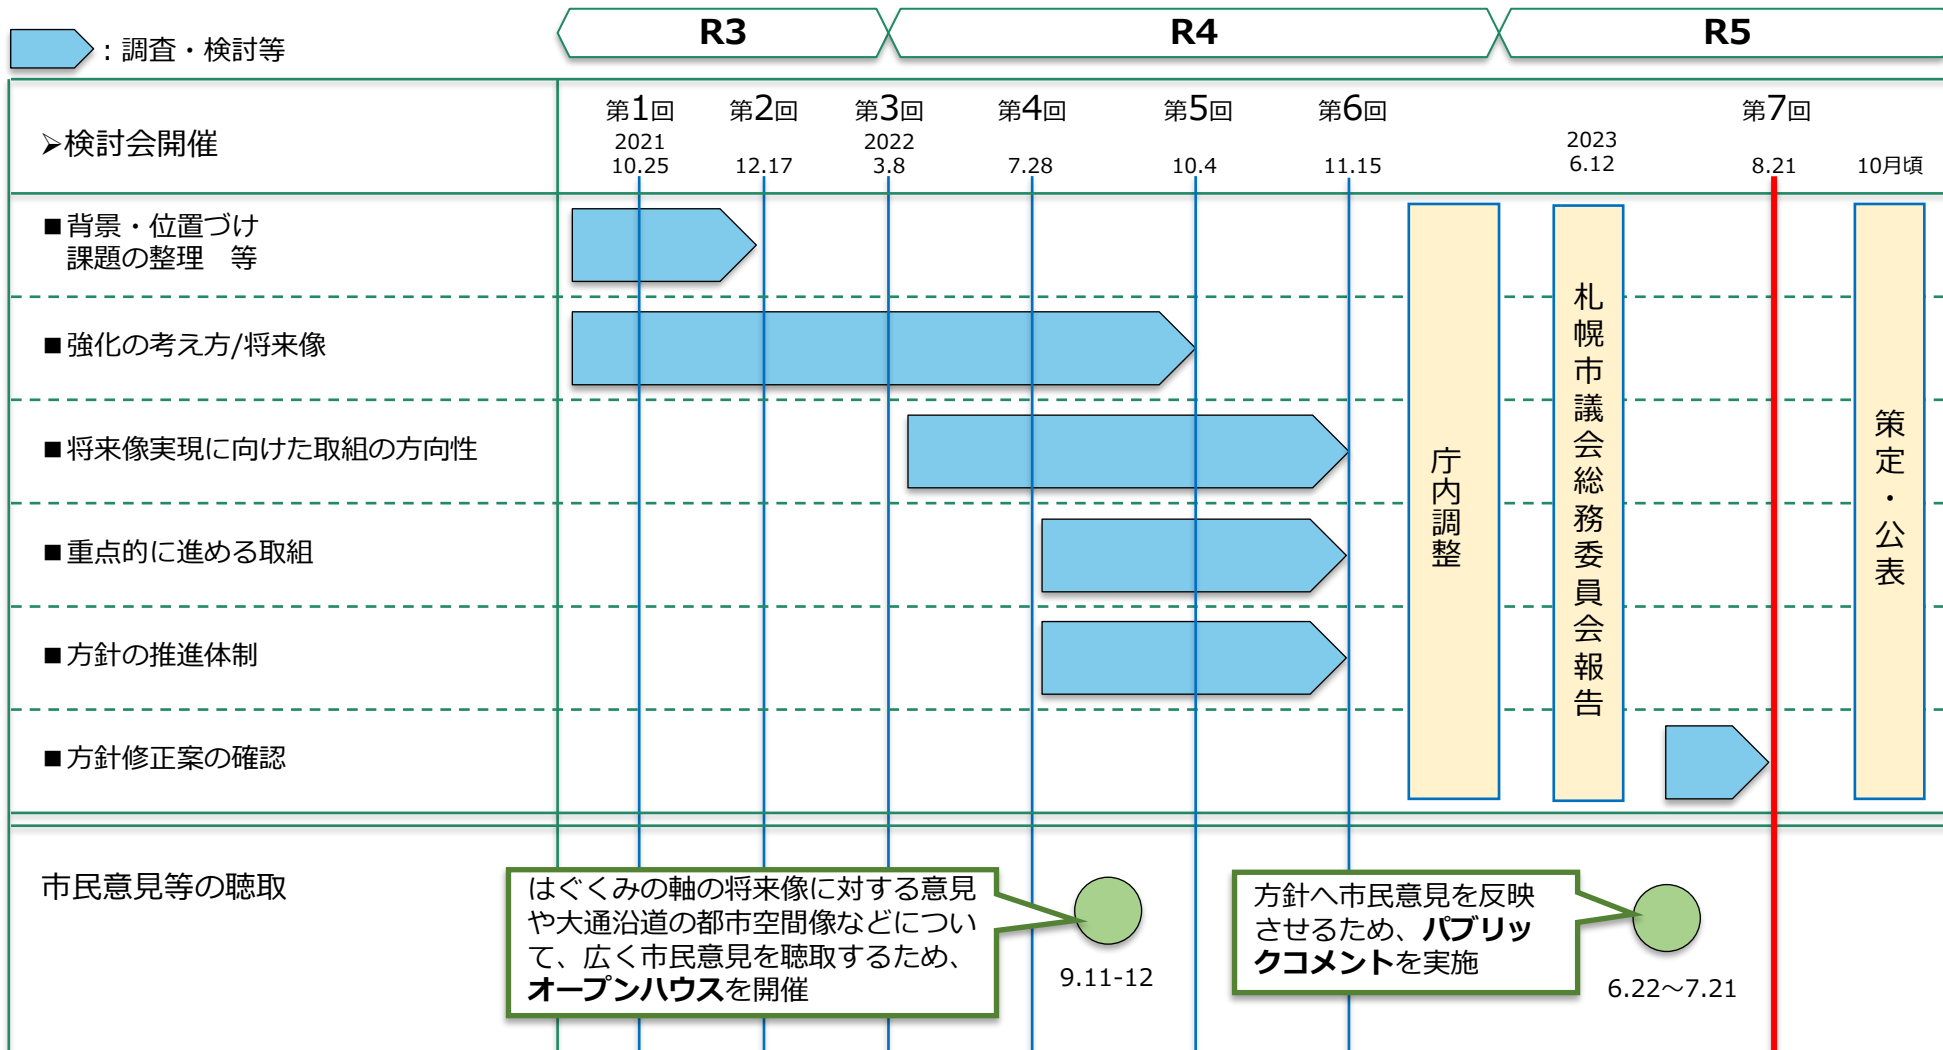 R3
R4
R5
：調査・検討等
➢検討会開催
第1回
2021
10.25
第2回
12.17
第3回
2022
3.8
第4回
7.28
第5回
10.4
第6回
11.15
2023
6.12
第7回
8.21
10月頃
■背景・位置づけ
課題の整理　等
■強化の考え方/将来像
■将来像実現に向けた取組の方向性
■重点的に進める取組
■方針の推進体制
■方針修正案の確認
庁内調整
札幌市議会総務委員会報告
策定・公表
市民意見等の聴取
はぐくみの軸の将来像に対する意見
や大通沿道の都市空間像などについ
て、広く市民意見を聴取するため、
オープンハウスを開催
9.11-12
方針へ市民意見を反映
させるため、パブリッ
クコメントを実施
6.22～7.21